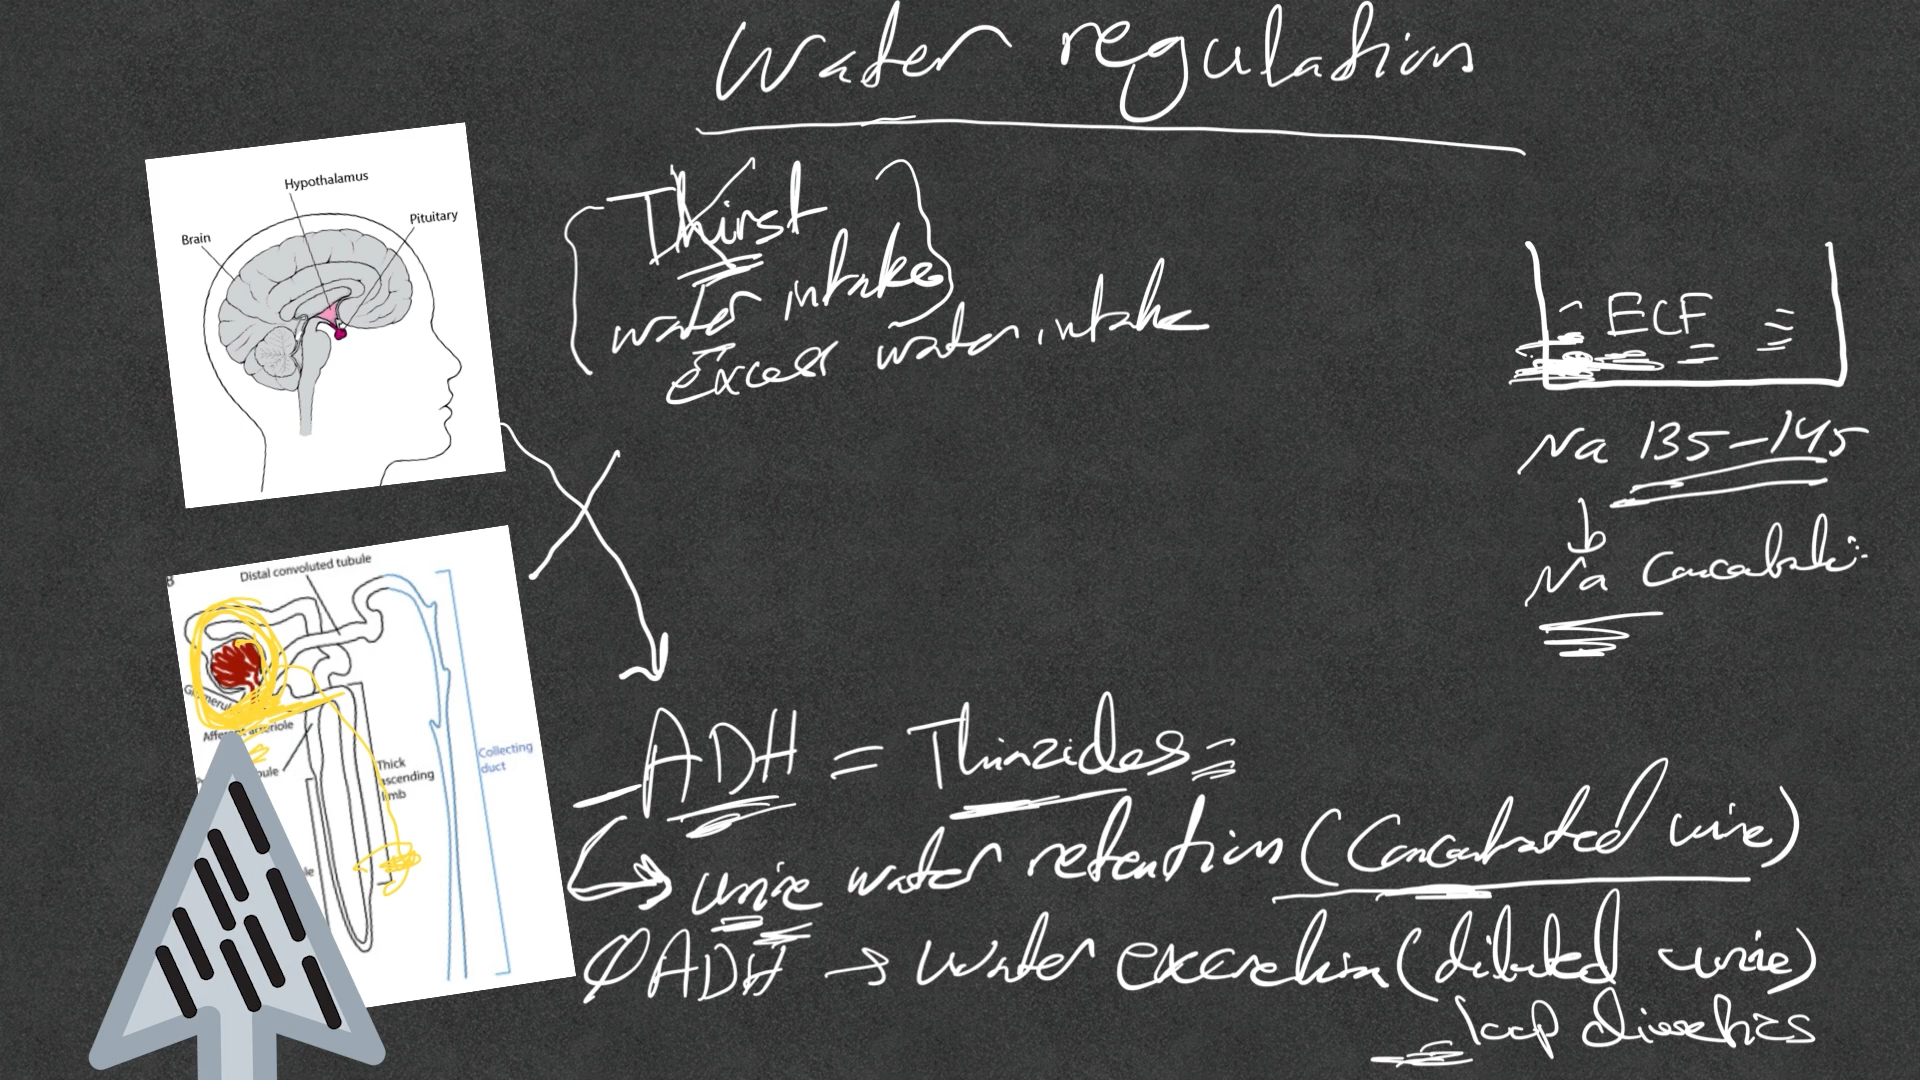 Water regulation
Hypothalamus
Pituitary
Brain
Thirst
water intake
Excess water intake
ECF
Na 135-145
Na
Distal convoluted tubule
Afferent arteriole
Thick
ascending
limb
Collecting
duct
ADH = Thiazides =
urine water retention (Concentrated urine)
ØADH → water excretion (diluted urine)
loop diuretics